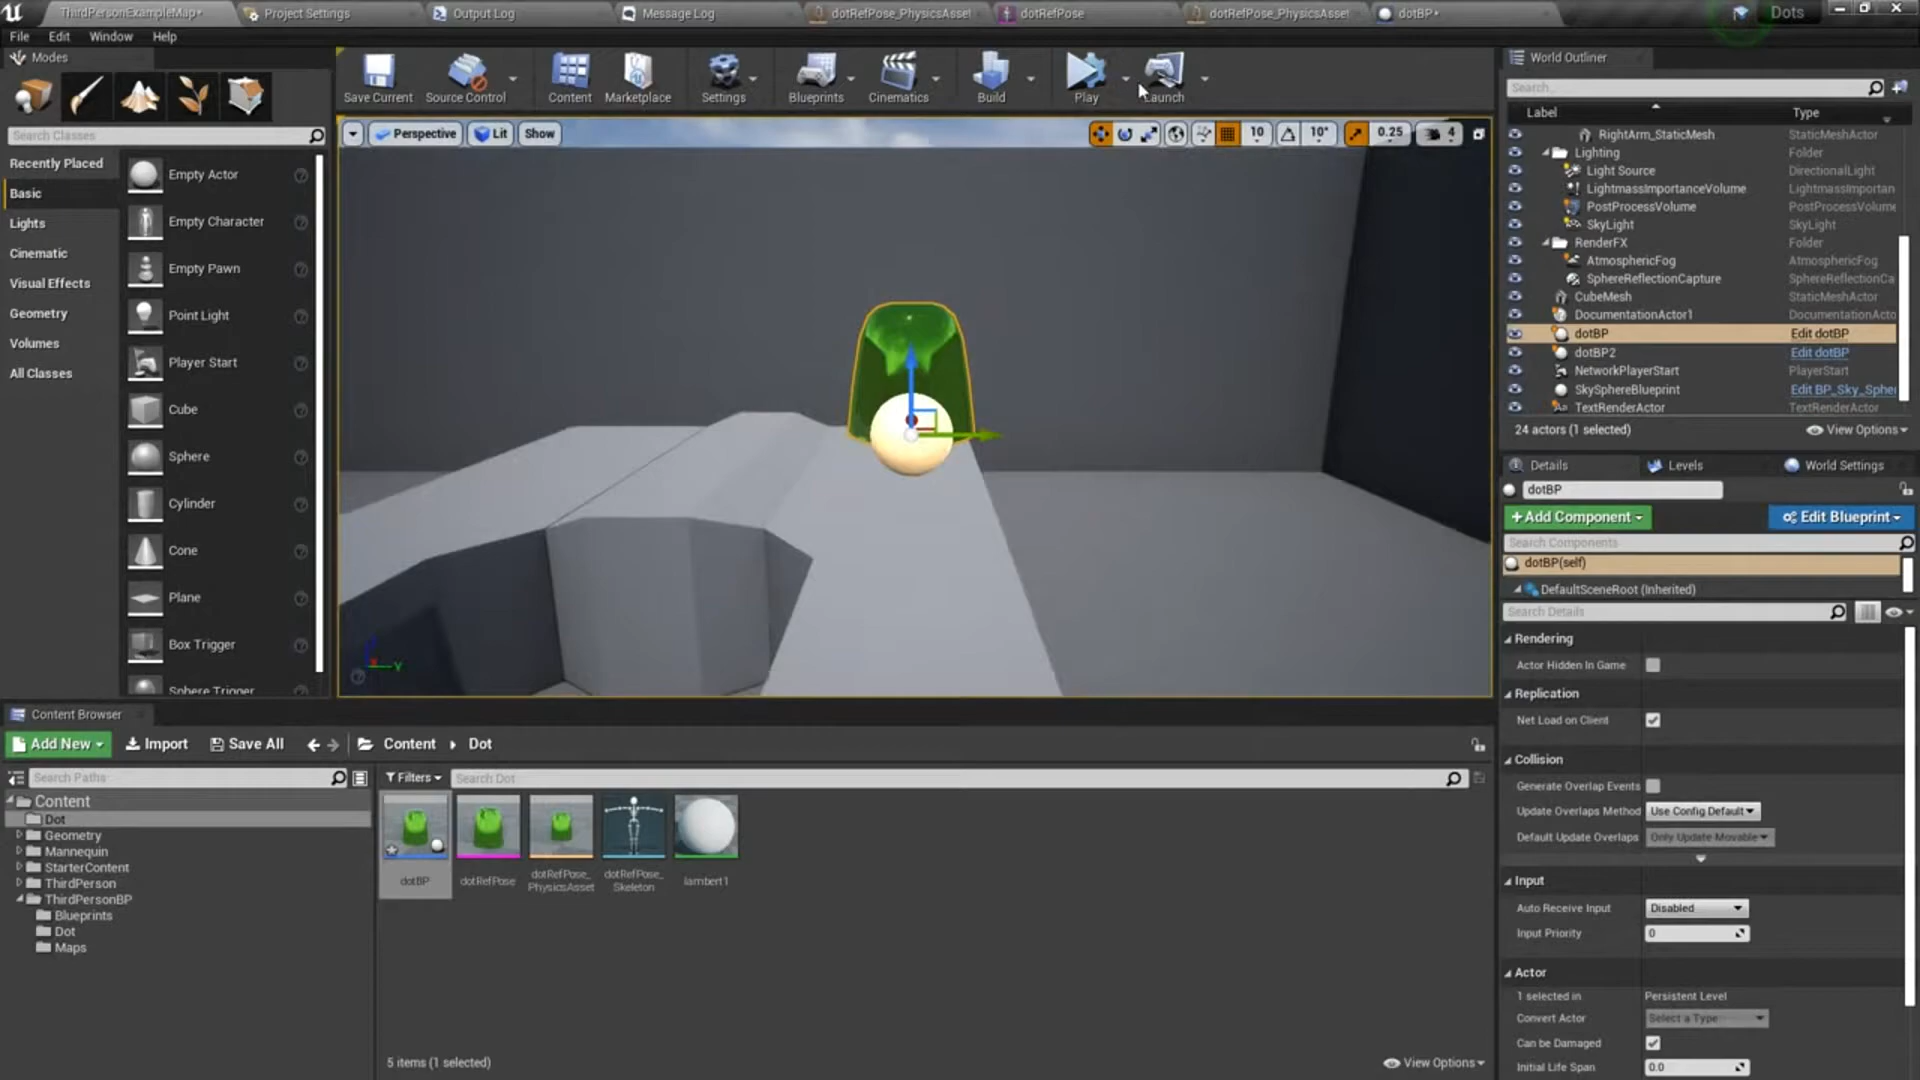 ThirdPersonExampleMap*
Project Settings
Output Log
Message Log
dotRefPose_PhysicsAsset
dotRefPose
dotRefPose_PhysicsAsset
dotBP*
Dots
File
Edit
Window
Help
Modes
Save Current
Source Control
Content
Marketplace
Settings
Blueprints
Cinematics
Build
Play
Launch
Search Classes
Recently Placed
Basic
Lights
Cinematic
Visual Effects
Geometry
Volumes
All Classes
Empty Actor
Empty Character
Empty Pawn
Point Light
Player Start
Cube
Sphere
Cylinder
Cone
Plane
Box Trigger
Sphere Trigger
Perspective
Lit
Show
10
10°
0.25
4
Y
World Outliner
Search...
Label
Type
RightArm_StaticMesh
StaticMeshActor
Lighting
Folder
Light Source
DirectionalLight
LightmassImportanceVolume
LightmassImportan
PostProcessVolume
PostProcessVolume
SkyLight
SkyLight
RenderFX
Folder
AtmosphericFog
AtmosphericFog
SphereReflectionCapture
SphereReflectionCa
CubeMesh
StaticMeshActor
DocumentationActor1
DocumentationActo
dotBP
Edit dotBP
dotBP2
Edit dotBP
NetworkPlayerStart
PlayerStart
SkySphereBlueprint
Edit BP_Sky_Sphe
TextRenderActor
TextRenderActor
24 actors (1 selected)
View Options
Details
Levels
World Settings
dotBP
+Add Component
Edit Blueprint
Search Components
dotBP(self)
DefaultSceneRoot (Inherited)
Search Details
Rendering
Actor Hidden In Game
Replication
Net Load on Client
Collision
Generate Overlap Events
Update Overlaps Method
Use Config Default
Default Update Overlaps
Only Update Movable
Input
Auto Receive Input
Disabled
Input Priority
0
Actor
1 selected in
Persistent Level
Convert Actor
Select a Type
Can be Damaged
Initial Life Span
0.0
Content Browser
Add New
Import
Save All
Content
Dot
Search Paths
Filters
Search Dot
Content
Dot
Geometry
Mannequin
StarterContent
ThirdPerson
ThirdPersonBP
Blueprints
Dot
Maps
dotBP
dotRefPose
dotRefPose_
PhysicsAsset
dotRefPose_
Skeleton
lambert1
5 items (1 selected)
View Options